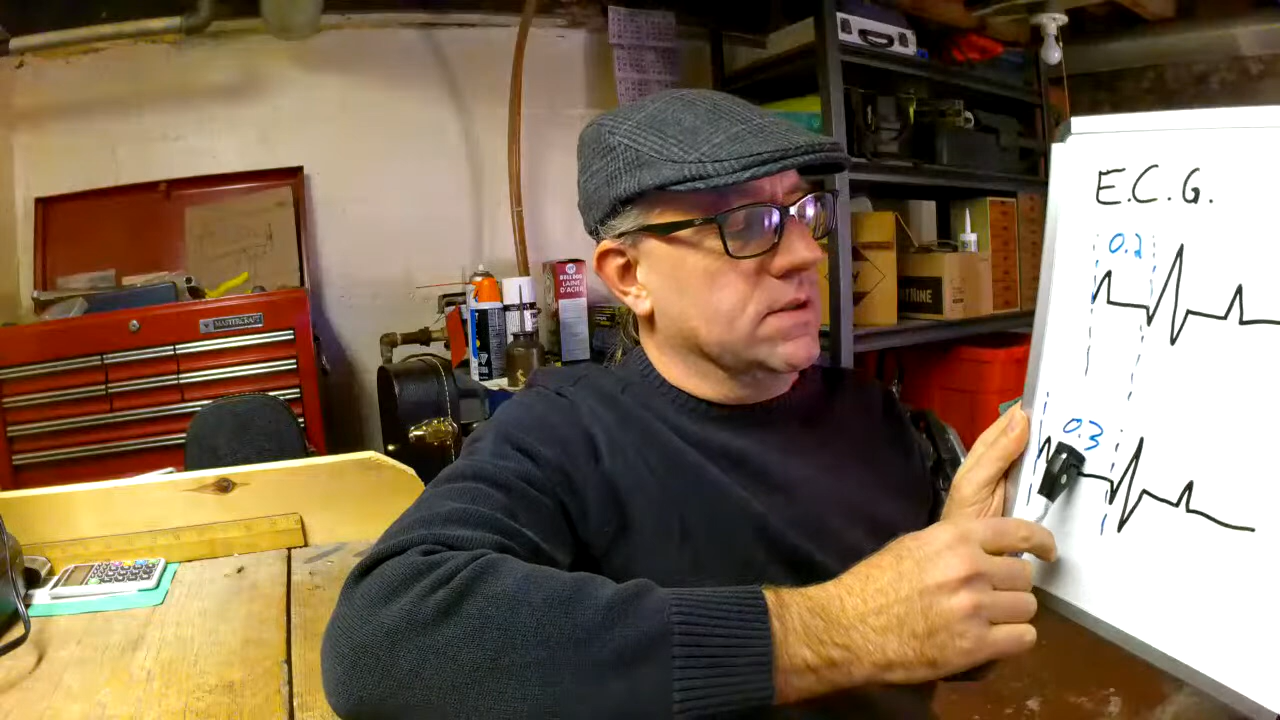 MASTERCRAFT
BULLDOG
LAINE
D'ACIER
E.C.G.
0.2
0.3